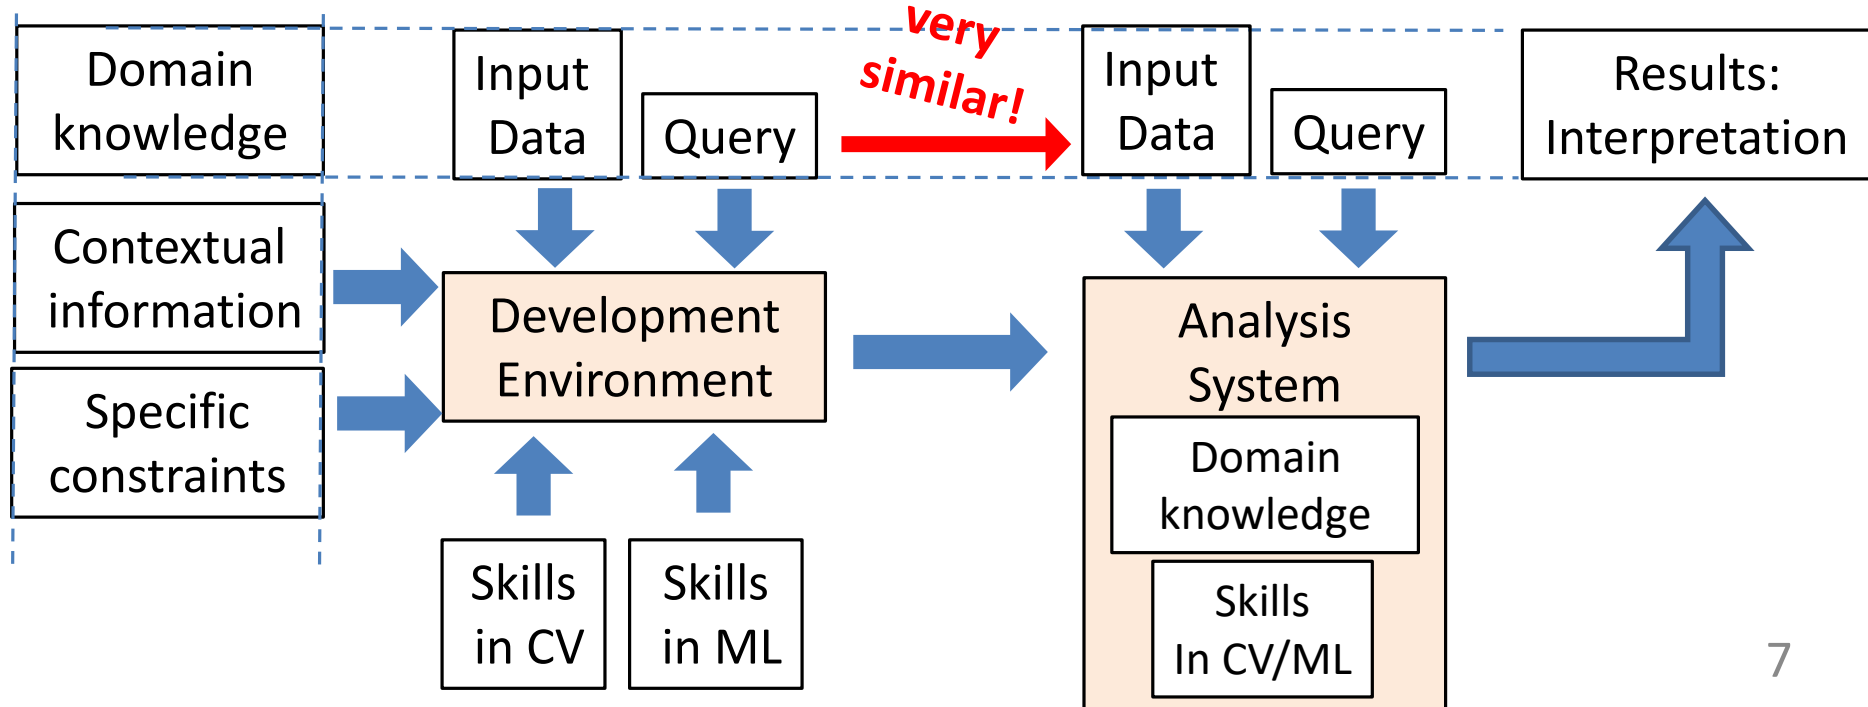 Domain
knowledge
Input
Data
Query
very
similar!
Input
Data
Query
Results:
Interpretation
Contextual
information
Specific
constraints
Development
Environment
Skills
in CV
Skills
in ML
Analysis
System
Domain
knowledge
Skills
In CV/ML
7